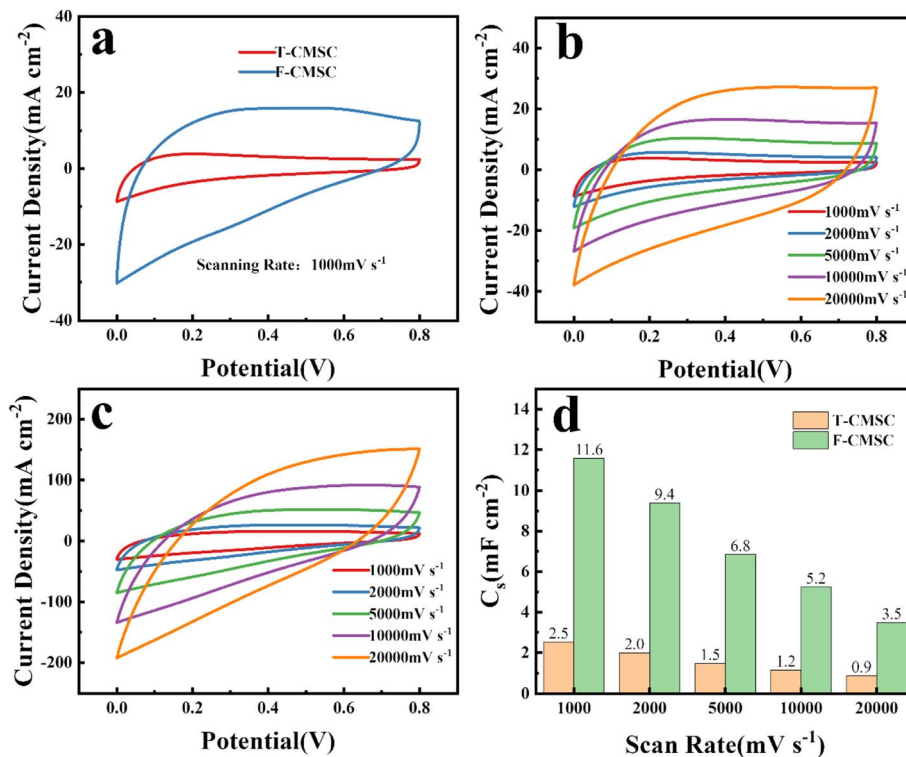 a
T-CMSC
F-CMSC
Current Density(mA cm⁻²)
40
20
0
-20
-40
Scanning Rate: 1000mV s⁻¹
0.0 0.2 0.4 0.6 0.8
Potential(V)
b
Current Density(mA cm⁻²)
40
20
0
-20
-40
1000mV s⁻¹
2000mV s⁻¹
5000mV s⁻¹
10000mV s⁻¹
20000mV s⁻¹
0.0 0.2 0.4 0.6 0.8
Potential(V)
c
Current Density(mA cm⁻²)
200
100
0
-100
-200
1000mV s⁻¹
2000mV s⁻¹
5000mV s⁻¹
10000mV s⁻¹
20000mV s⁻¹
0.0 0.2 0.4 0.6 0.8
Potential(V)
d
T-CMSC
F-CMSC
Cₛ(mF cm⁻²)
14
12
10
8
6
4
2
0
2.5 11.6 2.0 9.4 1.5 6.8 1.2 5.2 0.9 3.5
1000 2000 5000 10000 20000
Scan Rate(mV s⁻¹)